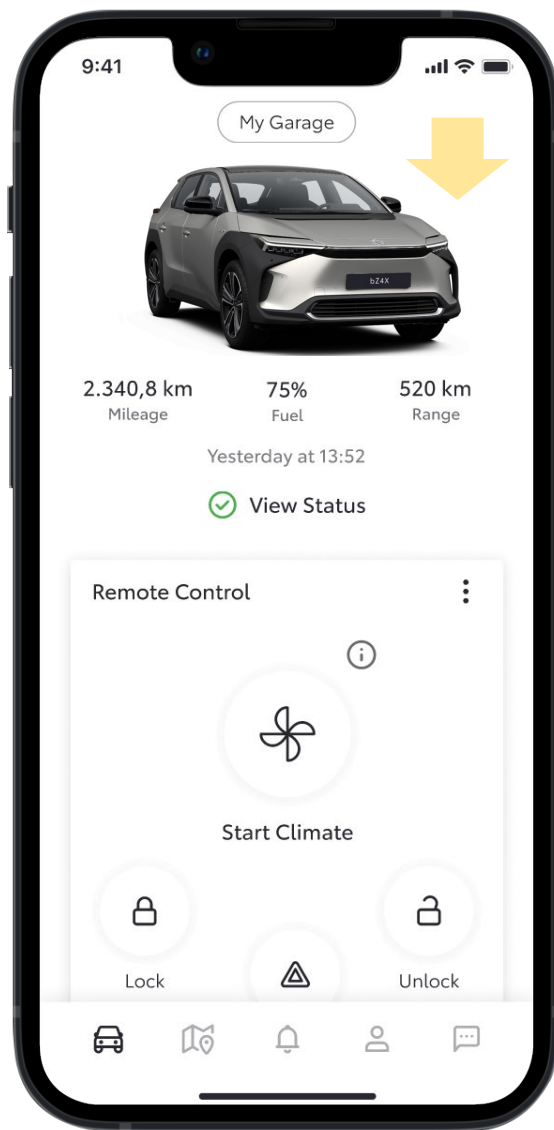 9:41
My Garage
bZ4X
2.340,8 km 75% 520 km
Mileage Fuel Range
Yesterday at 13:52
View Status
Remote Control
Start Climate
Lock Unlock